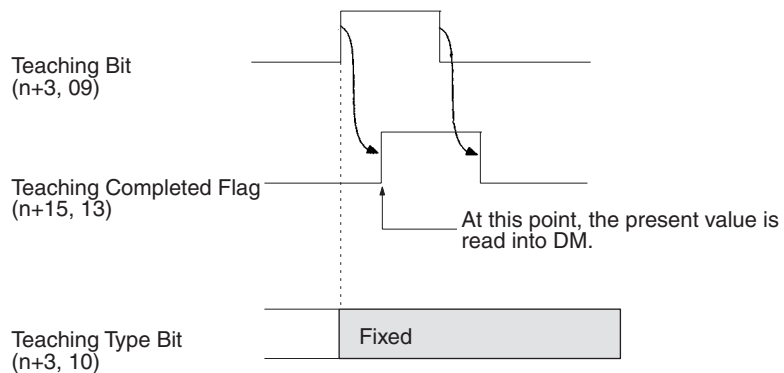 Teaching Bit
(n+3, 09)
Teaching Completed Flag
(n+15, 13)
At this point, the present value is
read into DM.
Teaching Type Bit
(n+3, 10)
Fixed